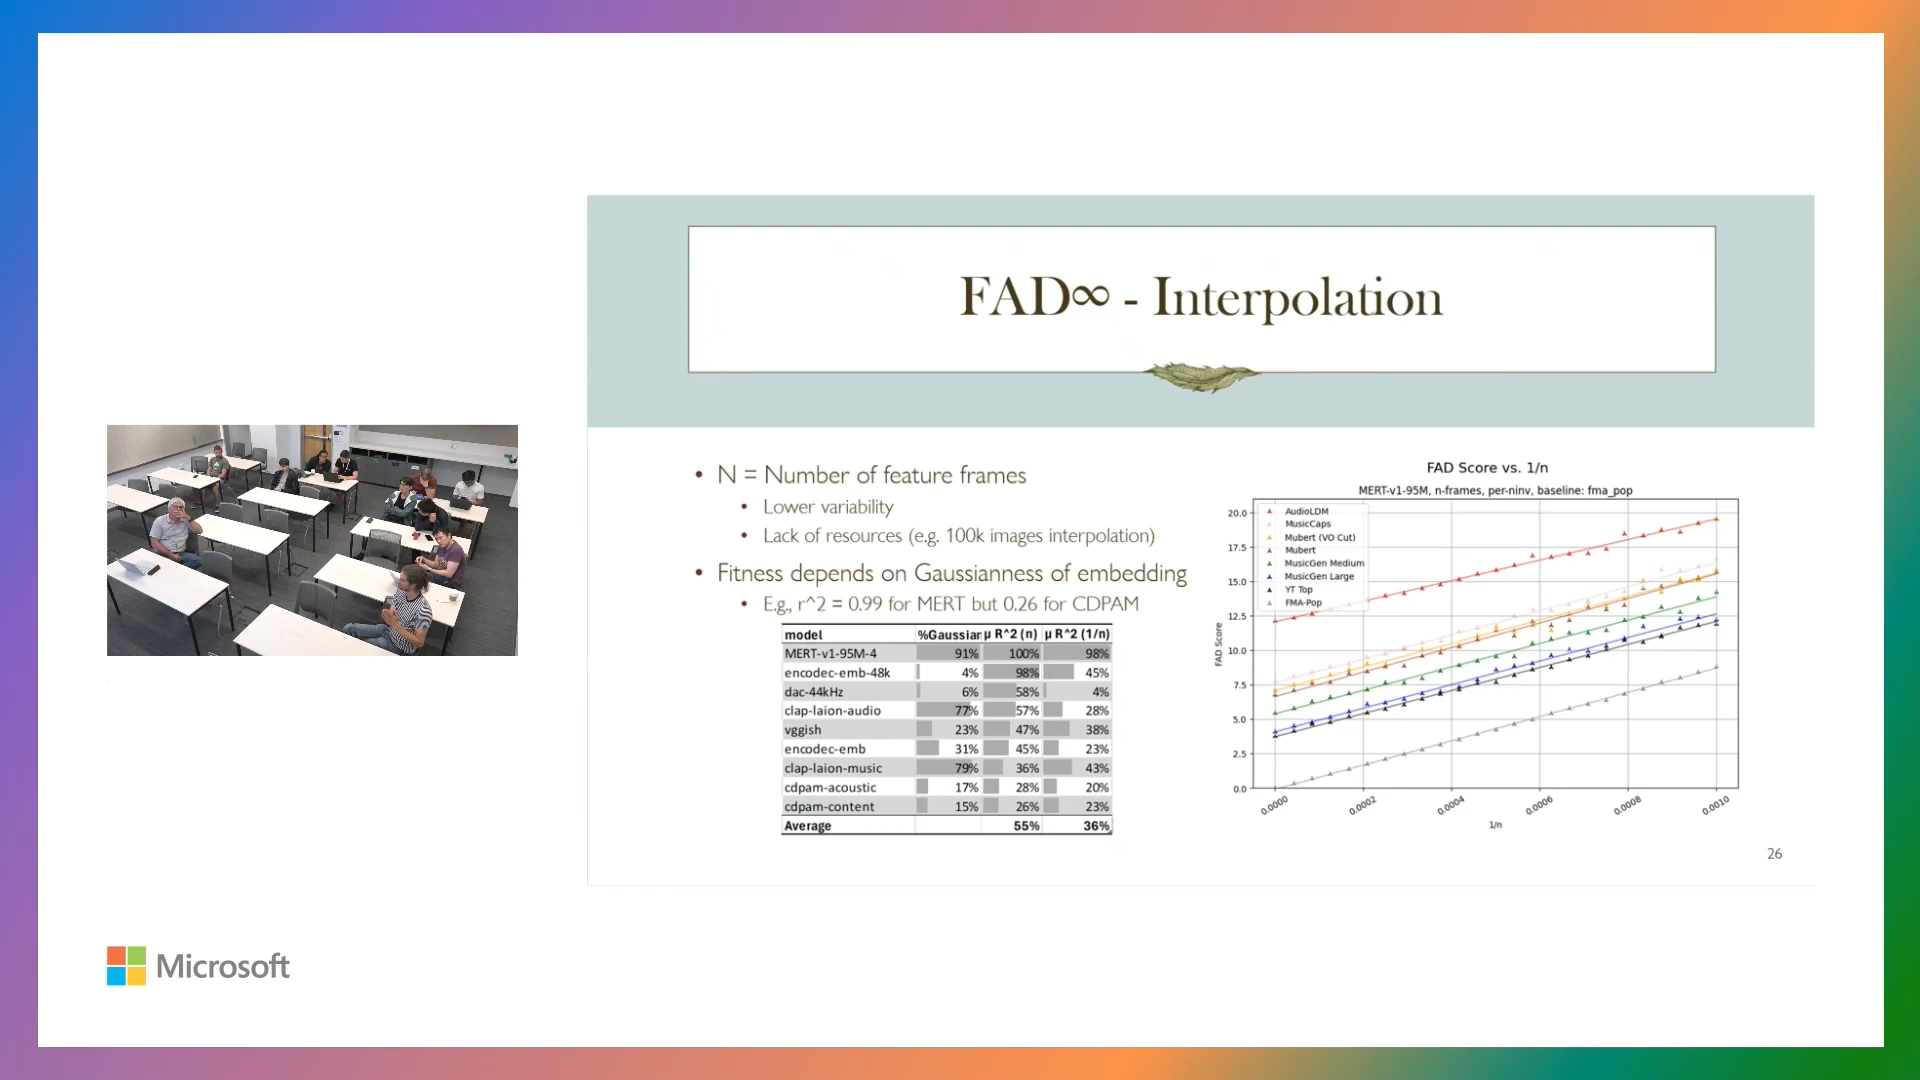 FAD∞ - Interpolation
• N = Number of feature frames
• Lower variability
• Lack of resources (e.g. 100k images interpolation)
• Fitness depends on Gaussianness of embedding
• E.g., r^2 = 0.99 for MERT but 0.26 for CDPAM
model %Gaussiar µ R^2 (n) µ R^2 (1/n)
MERT-v1-95M-4 91% 100% 98%
encodec-emb-48k 4% 98% 45%
dac-44kHz 6% 58% 4%
clap-laion-audio 77% 57% 28%
vggish 23% 47% 38%
encodec-emb 31% 45% 23%
clap-laion-music 79% 36% 43%
cdpam-acoustic 17% 28% 20%
cdpam-content 15% 26% 23%
Average 55% 36%
FAD Score vs. 1/n
MERT-v1-95M, n-frames, per-ninv, baseline: fma_pop
AudioLDM
MusicCaps
Mubert (VO Cut)
Mubert
MusicGen Medium
MusicGen Large
YT Top
FMA-Pop
FAD Score
20.0
17.5
15.0
12.5
10.0
7.5
5.0
2.5
0.0
0.0000 0.0002 0.0004 0.0006 0.0008 0.0010
1/n
26
Microsoft